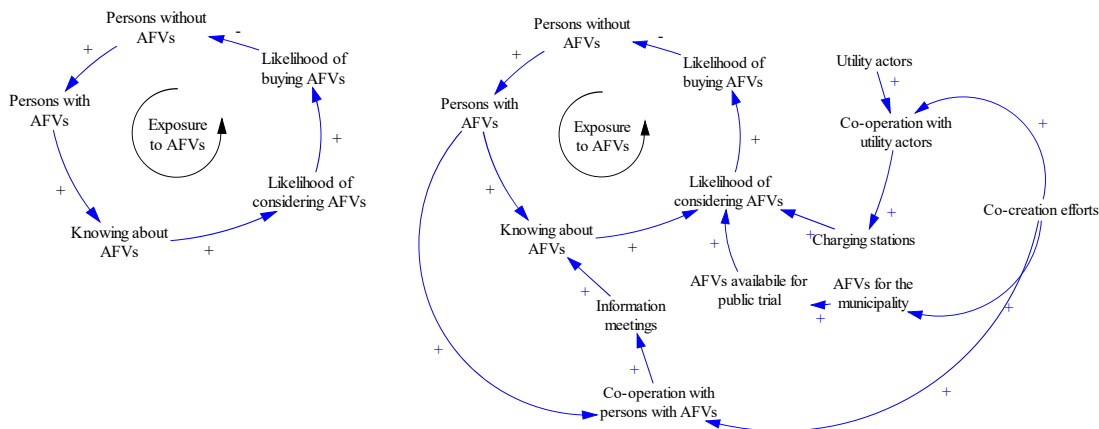 Persons without
AFVs
-
+
Likelihood of
buying AFVs
Persons with
AFVs
Exposure
to AFVs
+
+
Likelihood of
considering AFVs
Knowing about
AFVs
+
Persons without
AFVs
-
+
Likelihood of
buying AFVs
Utility actors
+
Persons with
AFVs
Exposure
to AFVs
Co-operation with
utility actors
+
+
+
Likelihood of
considering AFVs
+
Co-creation efforts
Knowing about
AFVs
+
+
Charging stations
+
AFVs availaible for
public trial
AFVs for the
municipality
+
+
+
Information
meetings
+
+
+
Co-operation with
persons with AFVs
+